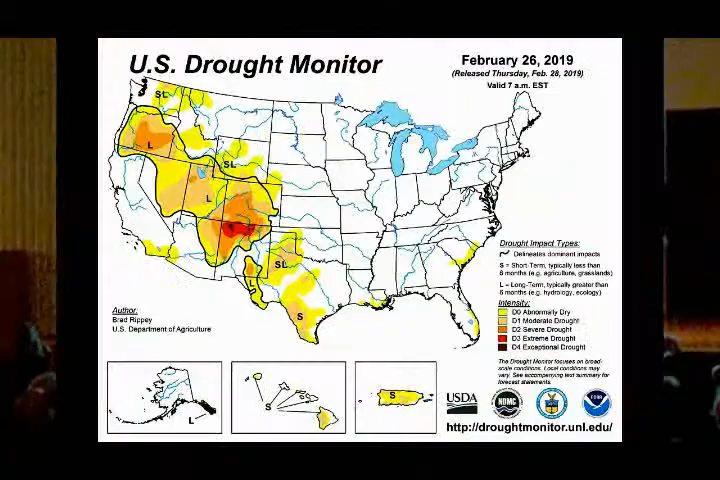 U.S. Drought Monitor
February 26, 2019
(Released Thursday, Feb. 28, 2019)
Valid 7 a.m. EST
SL
L
SL
L
SL
L
S
Drought Impact Types:
Delineates dominant impacts
S = Short-Term, typically less than
6 months (e.g. agriculture, grasslands)
L = Long-Term, typically greater than
6 months (e.g. hydrology, ecology)
Intensity:
D0 Abnormally Dry
D1 Moderate Drought
D2 Severe Drought
D3 Extreme Drought
D4 Exceptional Drought
Author:
Brad Rippey
U.S. Department of Agriculture
The Drought Monitor focuses on broad-
scale conditions. Local conditions may
vary. See accompanying text summary for
forecast statements.
L
S
S
USDA
NDMC
http://droughtmonitor.unl.edu/